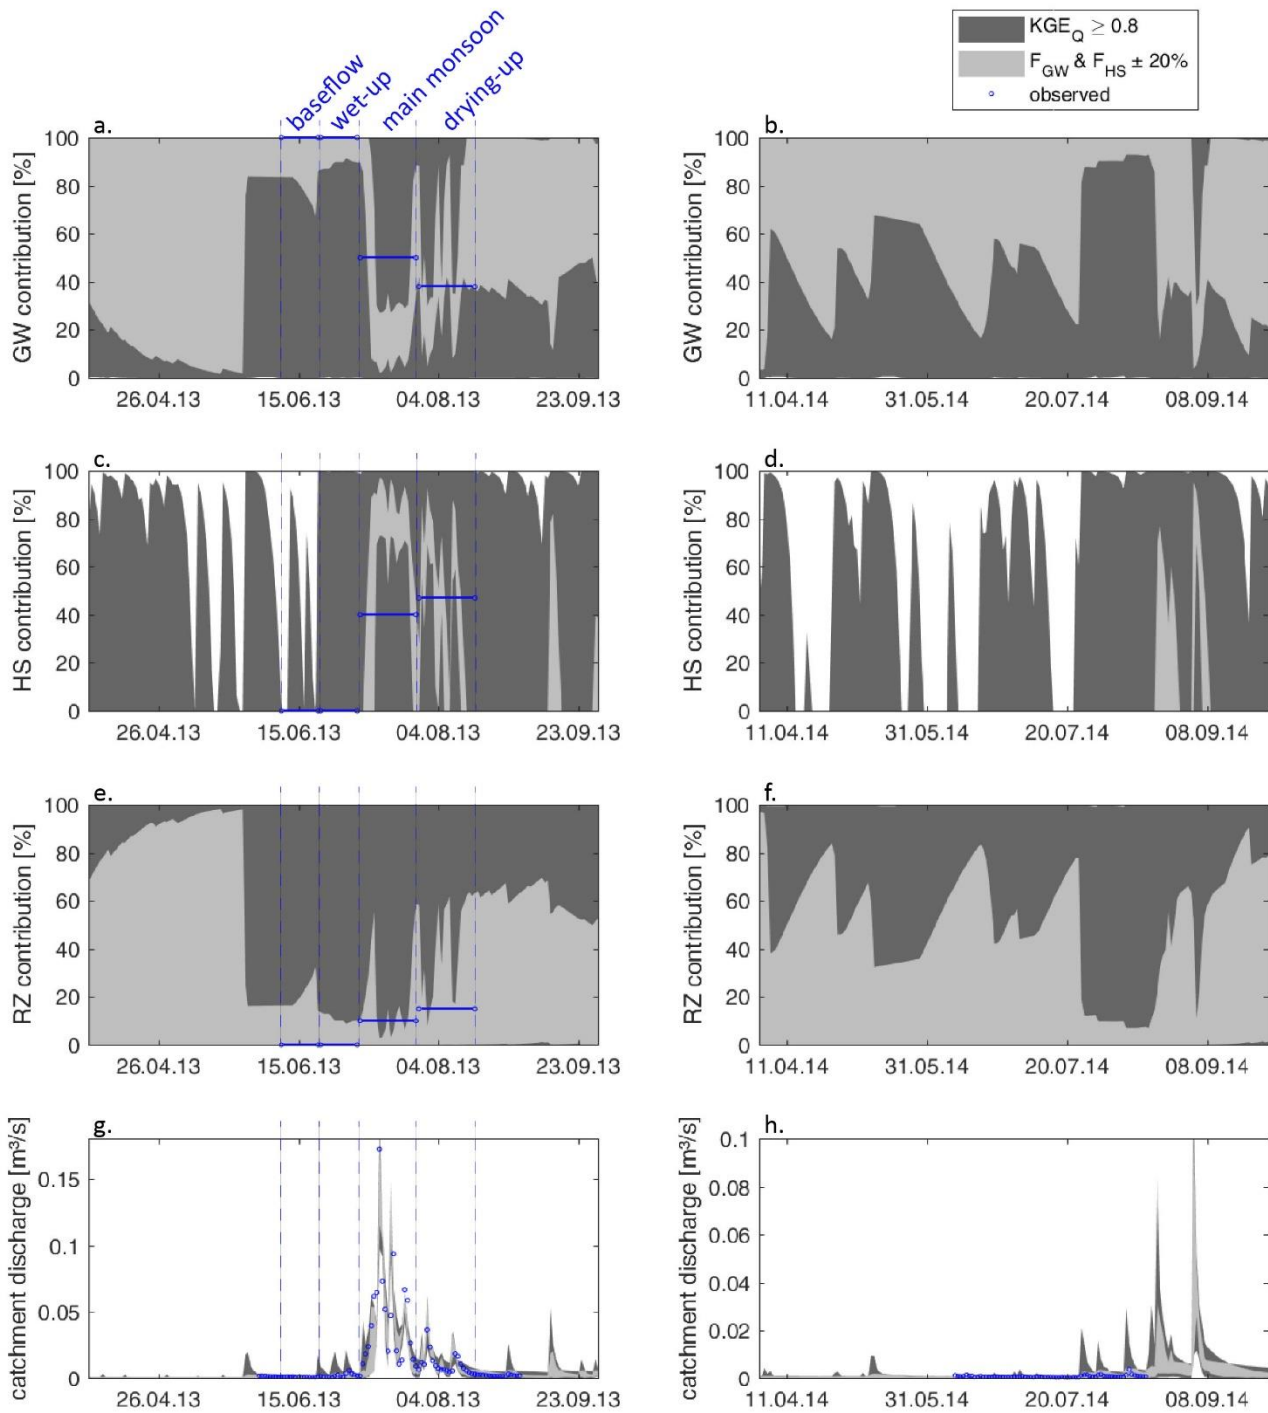 KGE_Q ≥ 0.8
F_GW & F_HS ± 20%
observed
baseflow
wet-up
main monsoon
drying-up
a.
GW contribution [%]
100
80
60
40
20
0
26.04.13 15.06.13 04.08.13 23.09.13
b.
GW contribution [%]
100
80
60
40
20
0
11.04.14 31.05.14 20.07.14 08.09.14
c.
HS contribution [%]
100
80
60
40
20
0
26.04.13 15.06.13 04.08.13 23.09.13
d.
HS contribution [%]
100
80
60
40
20
0
11.04.14 31.05.14 20.07.14 08.09.14
e.
RZ contribution [%]
100
80
60
40
20
0
26.04.13 15.06.13 04.08.13 23.09.13
f.
RZ contribution [%]
100
80
60
40
20
0
11.04.14 31.05.14 20.07.14 08.09.14
g.
catchment discharge [m³/s]
0.15
0.1
0.05
0
26.04.13 15.06.13 04.08.13 23.09.13
h.
catchment discharge [m³/s]
0.1
0.08
0.06
0.04
0.02
0
11.04.14 31.05.14 20.07.14 08.09.14